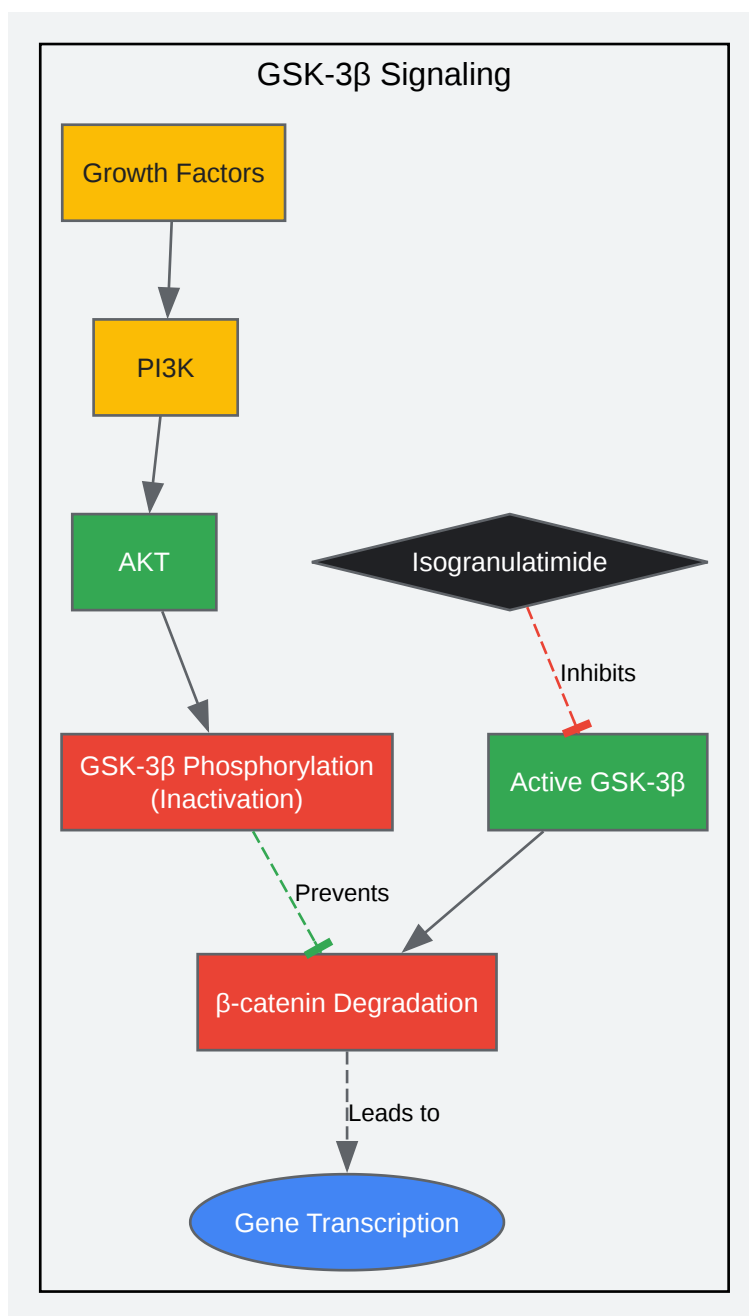 GSK-3β Signaling
Growth Factors
PI3K
AKT
Isogranulatimide
Inhibits
GSK-3β Phosphorylation
(Inactivation)
Active GSK-3β
Prevents
β-catenin Degradation
Leads to
Gene Transcription